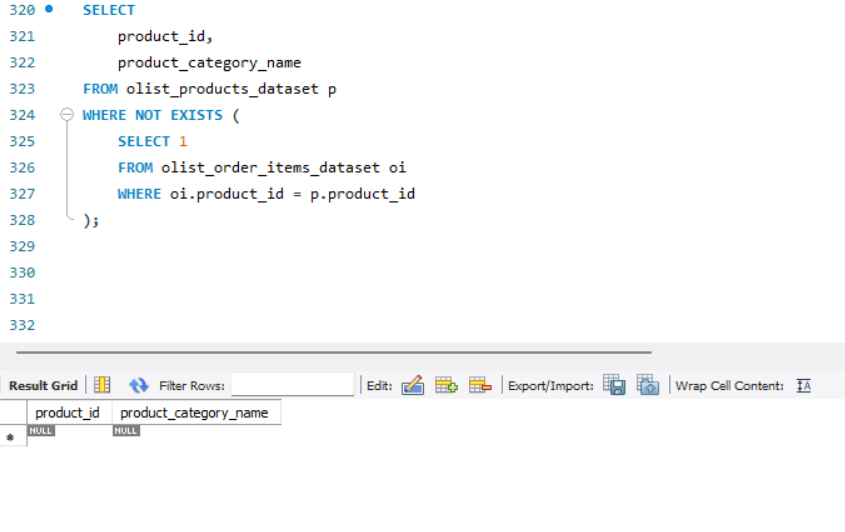 320 SELECT
321 product_id,
322 product_category_name
323 FROM olist_products_dataset p
324 WHERE NOT EXISTS (
325 SELECT 1
326 FROM olist_order_items_dataset oi
327 WHERE oi.product_id = p.product_id
328 );
329
330
331
332
Result Grid Filter Rows: Edit: Export/Import: Wrap Cell Content: IA
product_id product_category_name
* NULL NULL